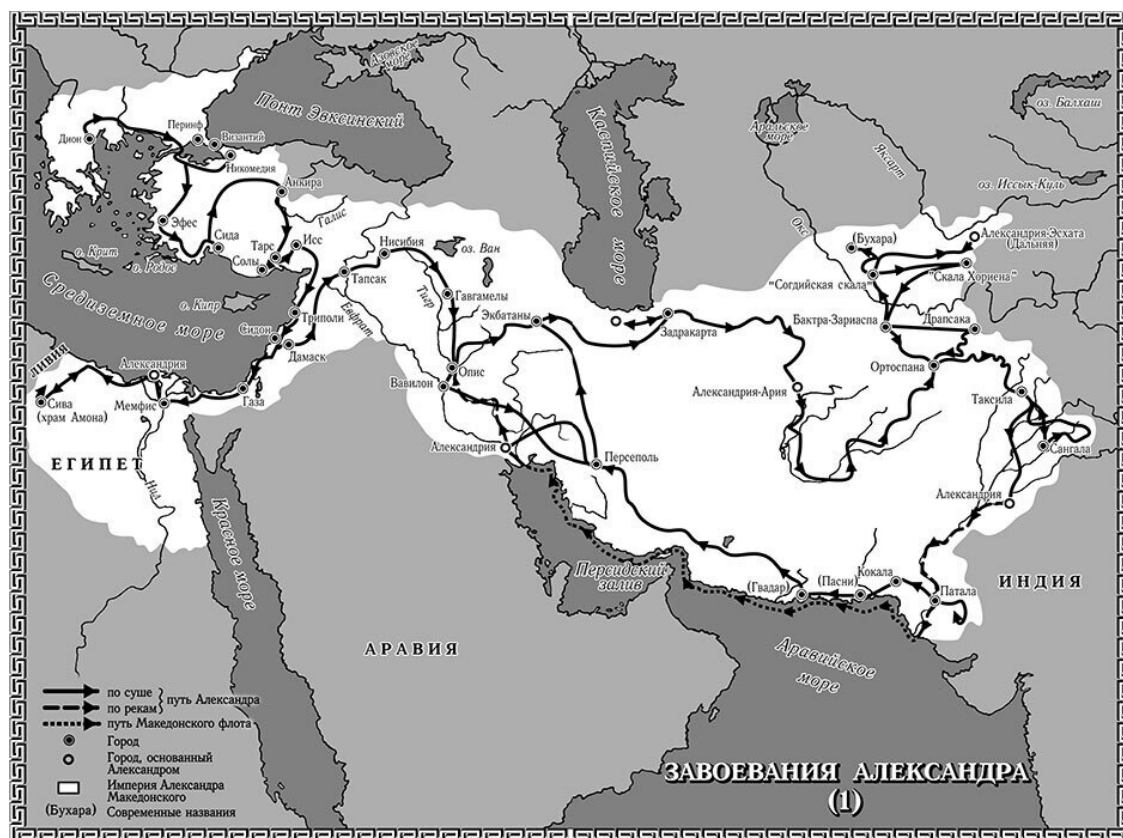 Азовское
море
оз. Балхаш
Понт Эвксинский
Каспийское море
Аральске
море
Яксарт
оз. Иссык-Куль
Дион
Перинф
Византий
Никомедия
Анкира
Галис
Эфес
Сида
Тарс
Исс
Солы
Нисибия
оз. Ван
Окс
(Бухара)
Александрия-Эсхата
(Дальняя)
о. Крит
о. Родос
Тапсак
"Скала Хориена"
"Согдийская скала"
Средиземное море
о. Кипр
Евфрат
Тигр
Гавгамелы
Триполи
Экбатаны
Задракарта
Бактра-Зариаспа
Драпсака
Сидон
Дамаск
ЛИВИЯ
Александрия
Опис
Ортоспана
Вавилон
Александрия-Ария
Таксила
Сива
(храм Амона)
Мемфис
Газа
Александрия
Сангала
ЕГИПЕТ
Персеполь
Нил
Александрия
Красное море
Персидский
залив
(Гвадар)
(Пасни)
Кокала
Патала
ИНДИЯ
АРАВИЯ
Аравийское
море
по суше
по рекам
путь Александра
путь Македонского флота
Город
Город, основанный
Александром
Империя Александра
Македонского
(Бухара) Современные названия
ЗАВОЕВАНИЯ АЛЕКСАНДРА
(1)